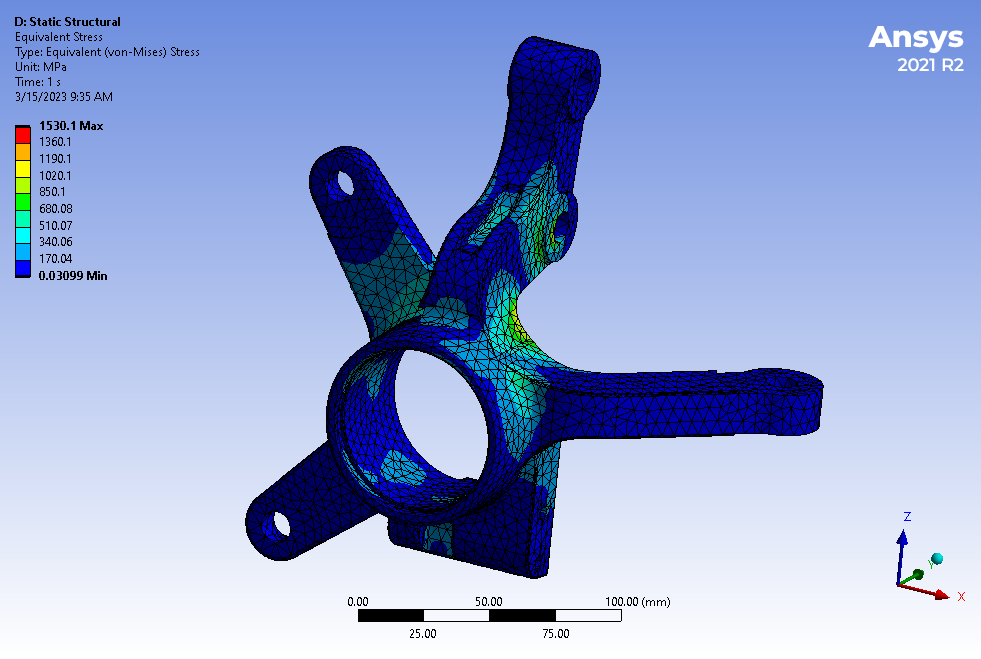 D: Static Structural
Equivalent Stress
Type: Equivalent (von-Mises) Stress
Unit: MPa
Time: 1 s
3/15/2023 9:35 AM
Ansys
2021 R2
1530.1 Max
1360.1
1190.1
1020.1
850.1
680.08
510.07
340.06
170.04
0.03099 Min
Z
Y
X
0.00 50.00 100.00 (mm)
25.00 75.00